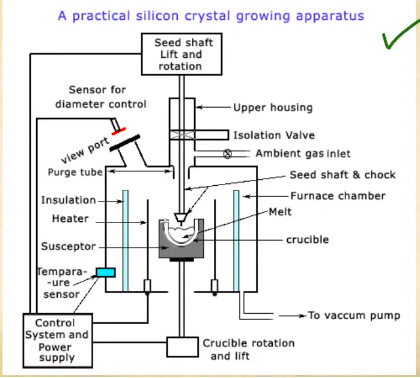 A practical silicon crystal growing apparatus
Seed shaft
Lift and
rotation
Sensor for
diameter control
Upper housing
view port
Isolation Valve
Ambient gas inlet
Purge tube
Seed shaft & chock
Insulation
Furnace chamber
Heater
Melt
Susceptor
crucible
Tempara-
-ure
sensor
To vaccum pump
Control
System and
Power
supply
Crucible rotation
and lift